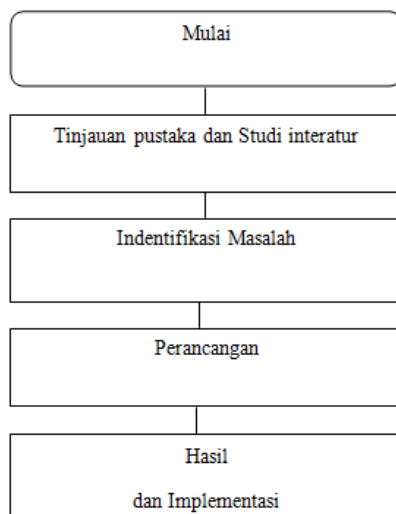 Mulai
Tinjauan pustaka dan Studi interatur
Indentifikasi Masalah
Perancangan
Hasil
dan Implementasi